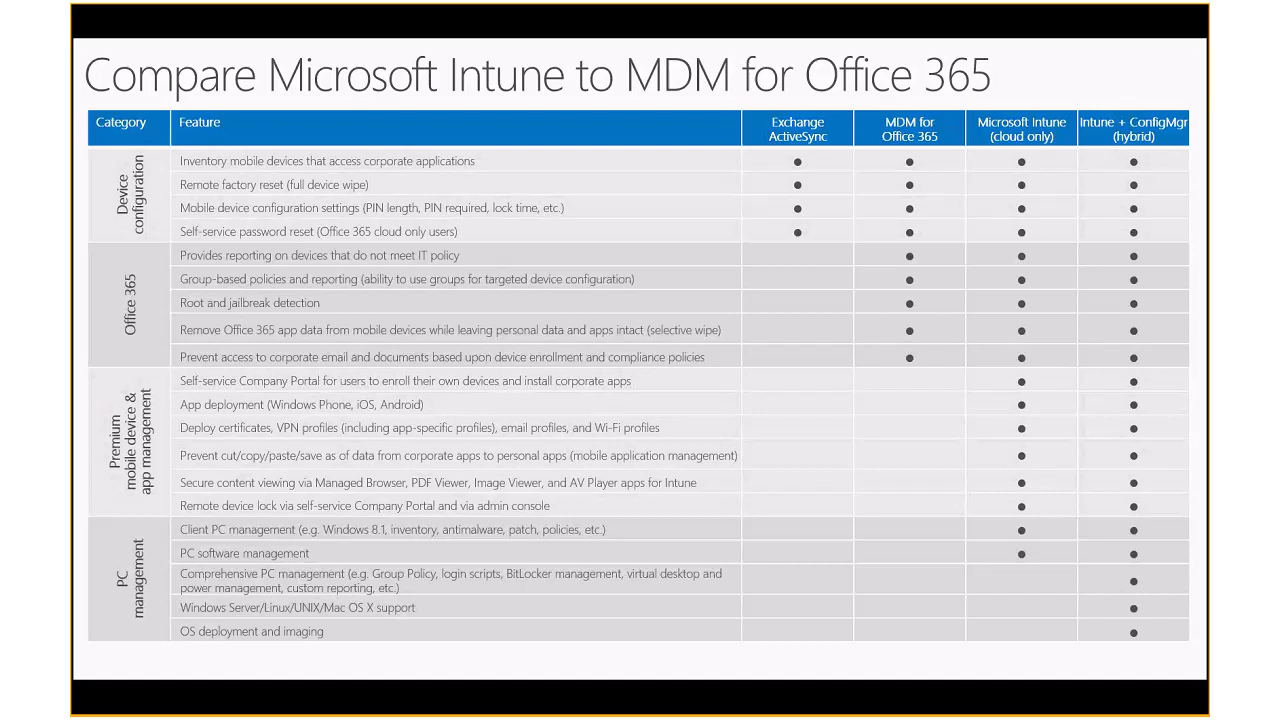 Compare Microsoft Intune to MDM for Office 365
Category
Feature
Exchange
ActiveSync
MDM for
Office 365
Microsoft Intune
(cloud only)
Intune + ConfigMgr
(hybrid)
Device
configuration
Inventory mobile devices that access corporate applications
● ● ● ●
Remote factory reset (full device wipe)
● ● ● ●
Mobile device configuration settings (PIN length, PIN required, lock time, etc.)
● ● ● ●
Self-service password reset (Office 365 cloud only users)
● ● ● ●
Office 365
Provides reporting on devices that do not meet IT policy
● ● ●
Group-based policies and reporting (ability to use groups for targeted device configuration)
● ● ●
Root and jailbreak detection
● ● ●
Remove Office 365 app data from mobile devices while leaving personal data and apps intact (selective wipe)
● ● ●
Prevent access to corporate email and documents based upon device enrollment and compliance policies
● ● ●
Premium
mobile device &
app management
Self-service Company Portal for users to enroll their own devices and install corporate apps
● ●
App deployment (Windows Phone, iOS, Android)
● ●
Deploy certificates, VPN profiles (including app-specific profiles), email profiles, and Wi-Fi profiles
● ●
Prevent cut/copy/paste/save as of data from corporate apps to personal apps (mobile application management)
● ●
Secure content viewing via Managed Browser, PDF Viewer, Image Viewer, and AV Player apps for Intune
● ●
Remote device lock via self-service Company Portal and via admin console
● ●
PC
management
Client PC management (e.g. Windows 8.1, inventory, antimalware, patch, policies, etc.)
● ●
PC software management
● ●
Comprehensive PC management (e.g. Group Policy, login scripts, BitLocker management, virtual desktop and
power management, custom reporting, etc.)
●
Windows Server/Linux/UNIX/Mac OS X support
●
OS deployment and imaging
●